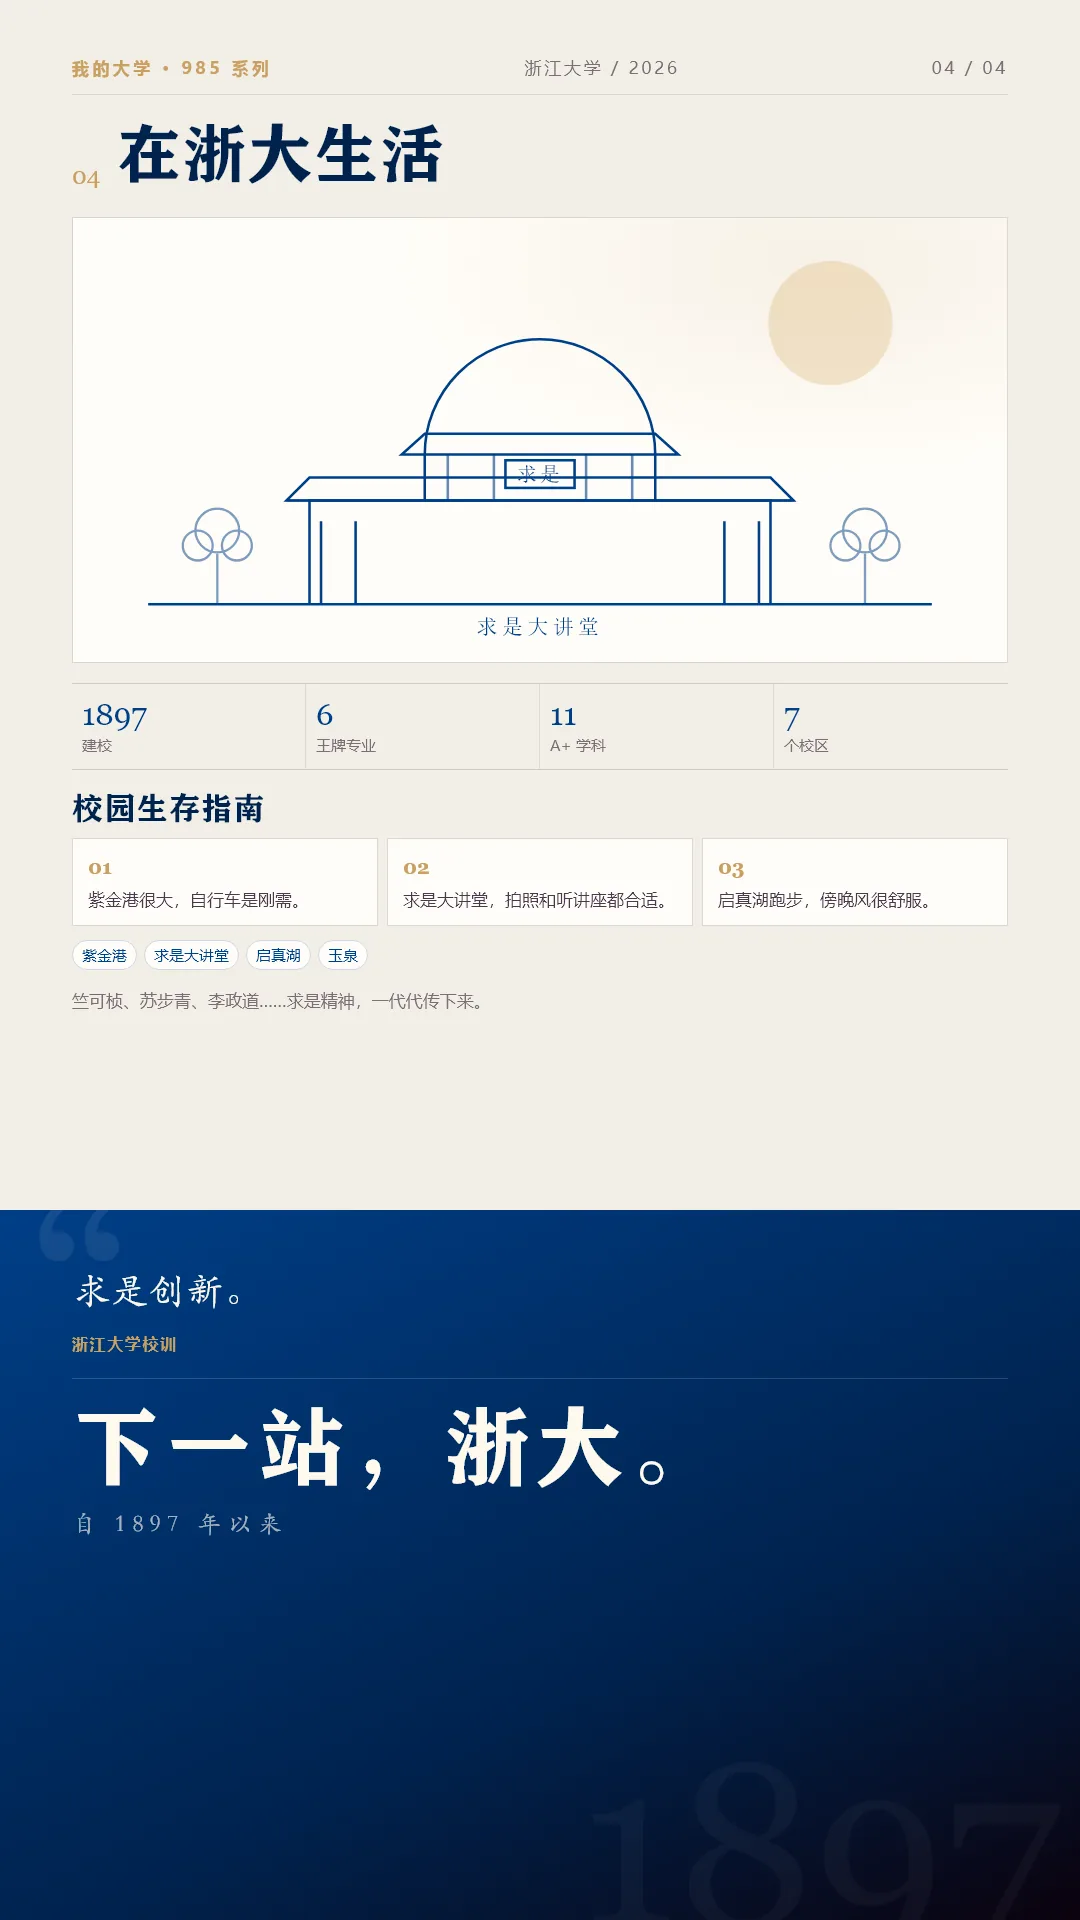 我的大学 · 985 系列
浙江大学 / 2026
04 / 04
04 在浙大生活
求是
求是大讲堂
1897
建校
6
王牌专业
11
A+ 学科
7
个校区
校园生存指南
01
紫金港很大，自行车是刚需。
02
求是大讲堂，拍照和听讲座都合适。
03
启真湖跑步，傍晚风很舒服。
紫金港
求是大讲堂
启真湖
玉泉
竺可桢、苏步青、李政道……求是精神，一代代传下来。
“
求是创新。
浙江大学校训
下一站，浙大。
自 1897 年以来
1897